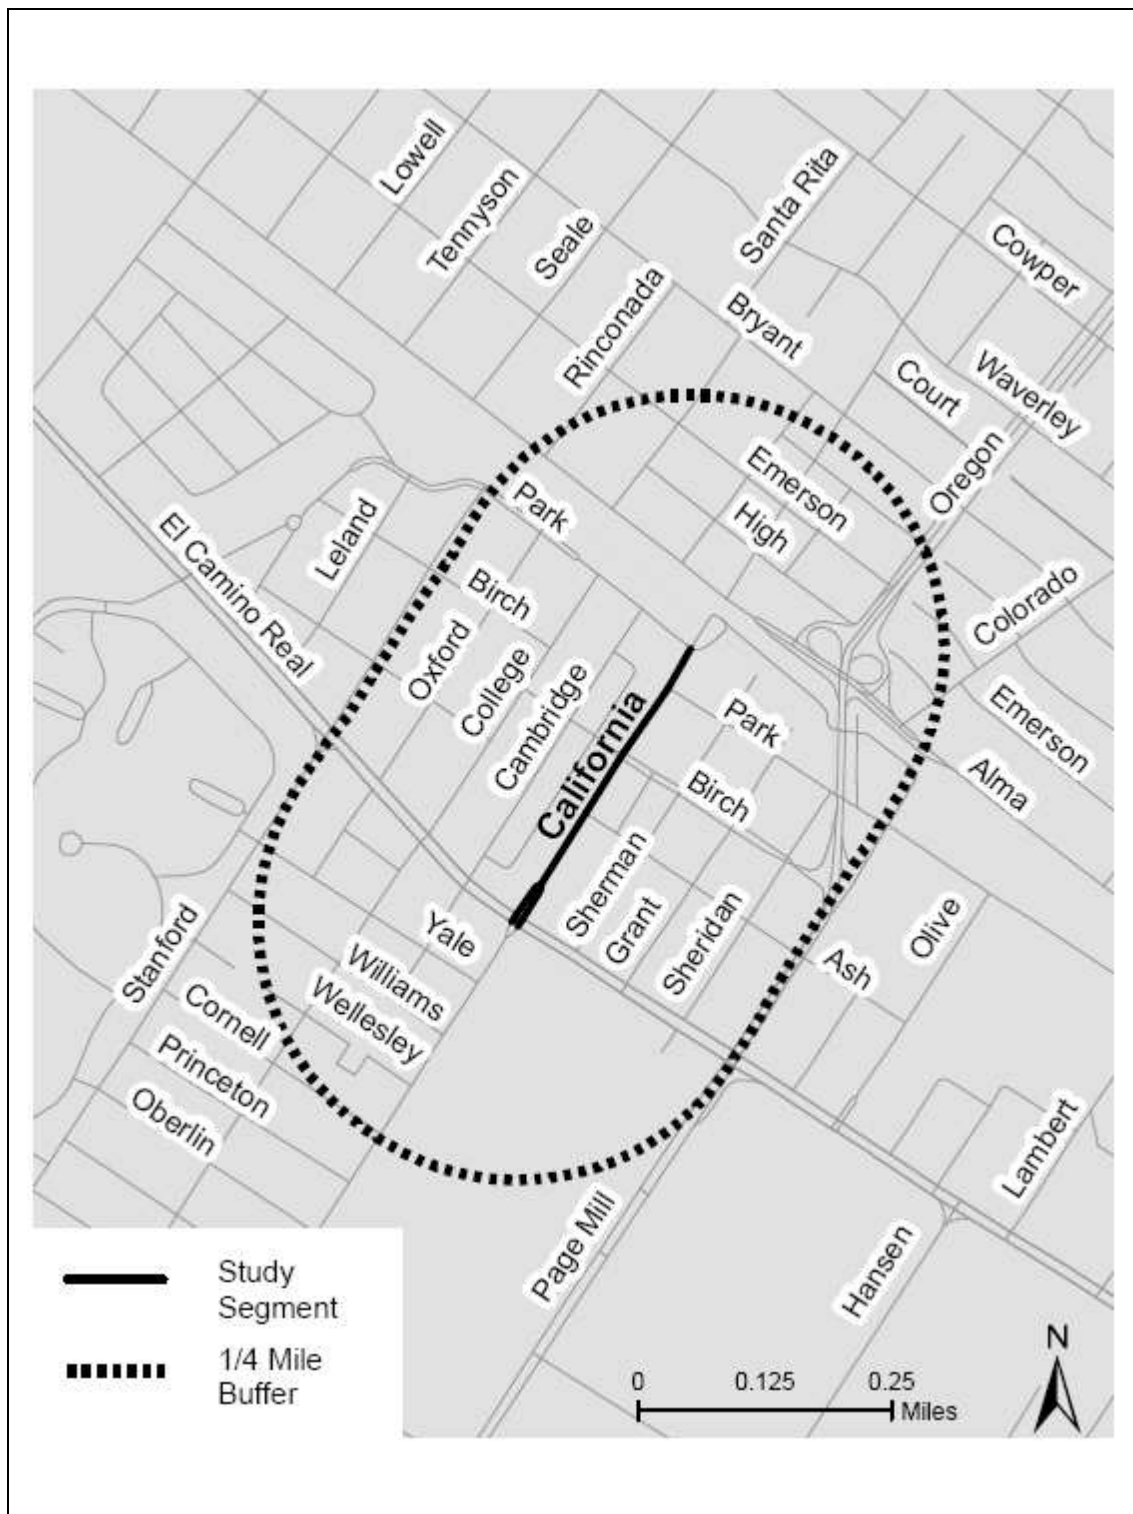 Lowell
Tennyson
Seale
Santa Rita
Cowper
Rinconada
Bryant
Court
Waverley
Oregon
Park
Emerson
High
Leland
El Camino Real
Birch
Oxford
College
Cambridge
California
Colorado
Park
Emerson
Birch
Alma
Sherman
Grant
Sheridan
Olive
Ash
Yale
Stanford
Williams
Wellesley
Cornell
Princeton
Oberlin
Lambert
Page Mill
Hansen
Study
Segment
1/4 Mile
Buffer
0 0.125 0.25
Miles
N